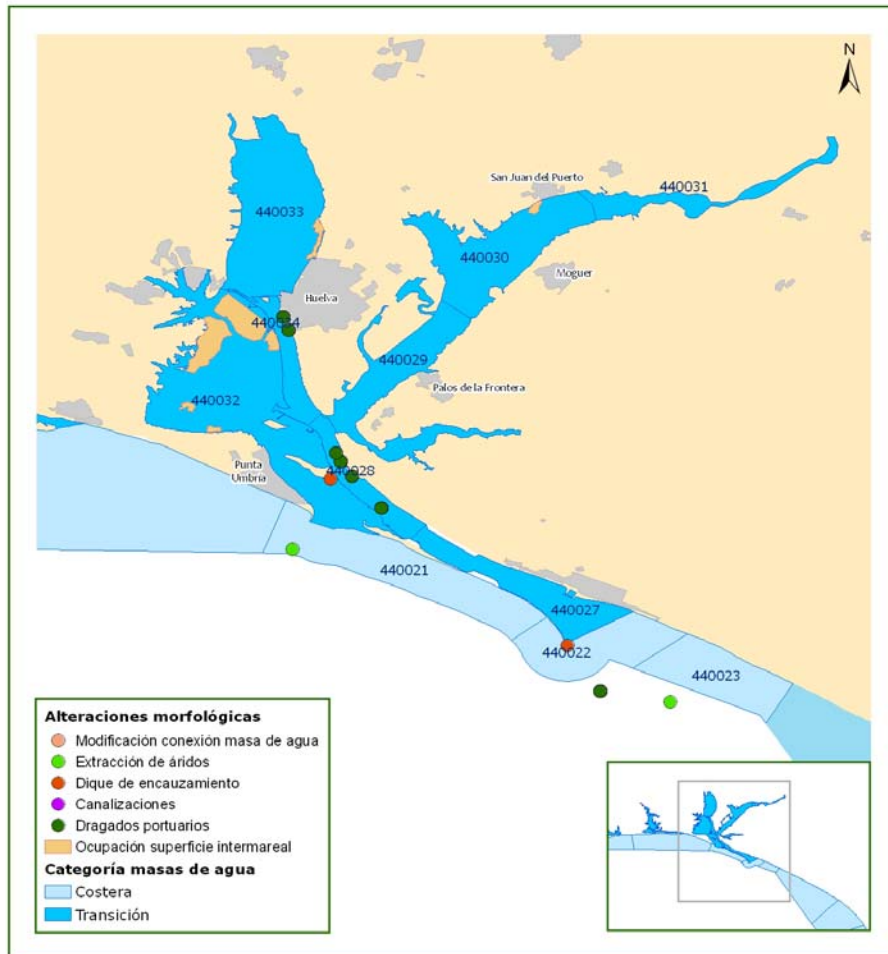 N
San Juan del Puerto
440031
440033
440030
Moguer
Huelva
440034
440029
Palos de la Frontera
440032
Punta
Umbría
440028
440021
440027
440022
440023
Alteraciones morfológicas
Modificación conexión masa de agua
Extracción de áridos
Dique de encauzamiento
Canalizaciones
Dragados portuarios
Ocupación superficie intermareal
Categoría masas de agua
Costera
Transición